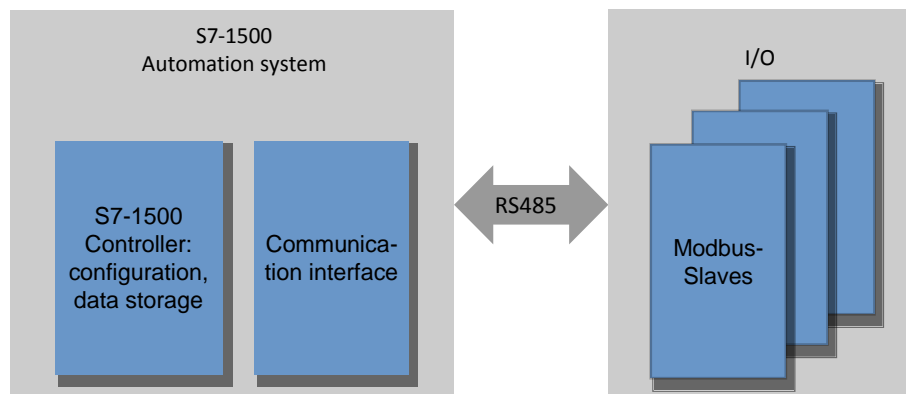 S7-1500
Automation system
S7-1500
Controller:
configuration,
data storage
Communica-
tion interface
RS485
I/O
Modbus-
Slaves